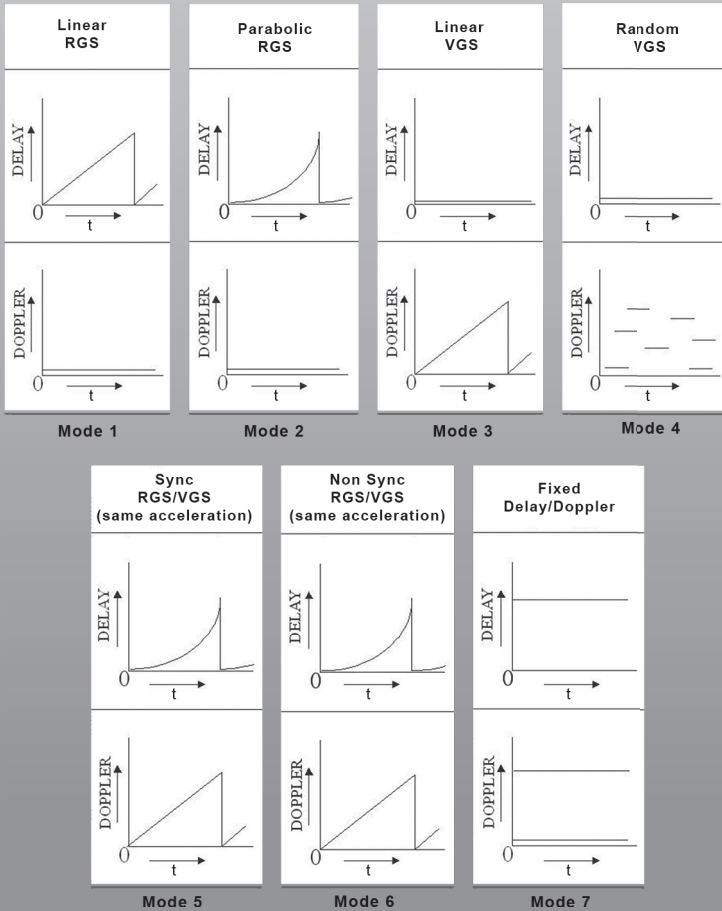 Linear
RGS
DELAY
0
t
DOPPLER
0
t
Mode 1
Parabolic
RGS
DELAY
0
t
DOPPLER
0
t
Mode 2
Linear
VGS
DELAY
0
t
DOPPLER
0
t
Mode 3
Random
VGS
DELAY
0
t
DOPPLER
0
t
Mode 4
Sync
RGS/VGS
(same acceleration)
DELAY
0
t
DOPPLER
0
t
Mode 5
Non Sync
RGS/VGS
(same acceleration)
DELAY
0
t
DOPPLER
0
t
Mode 6
Fixed
Delay/Doppler
DELAY
0
t
DOPPLER
0
t
Mode 7